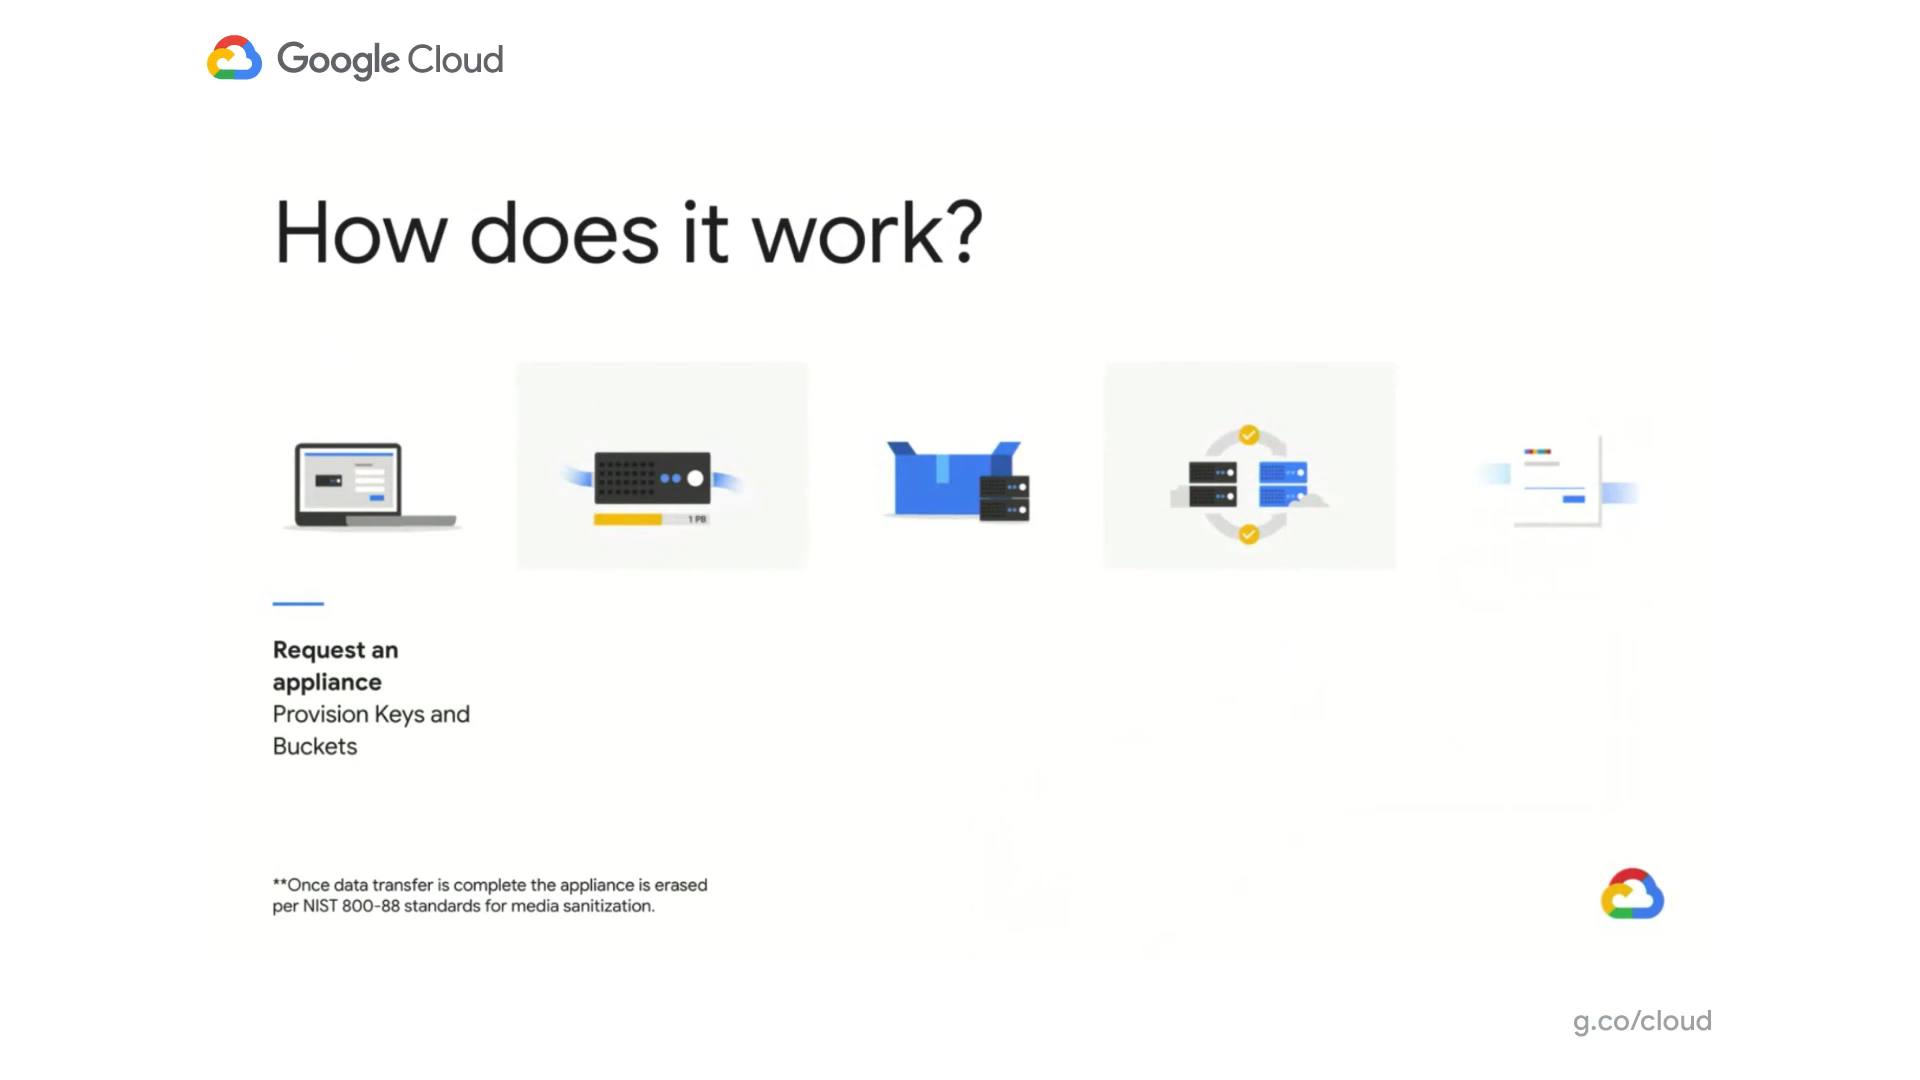 Google Cloud
How does it work?
1 PB
Request an
appliance
Provision Keys and
Buckets
**Once data transfer is complete the appliance is erased
per NIST 800-88 standards for media sanitization.
g.co/cloud